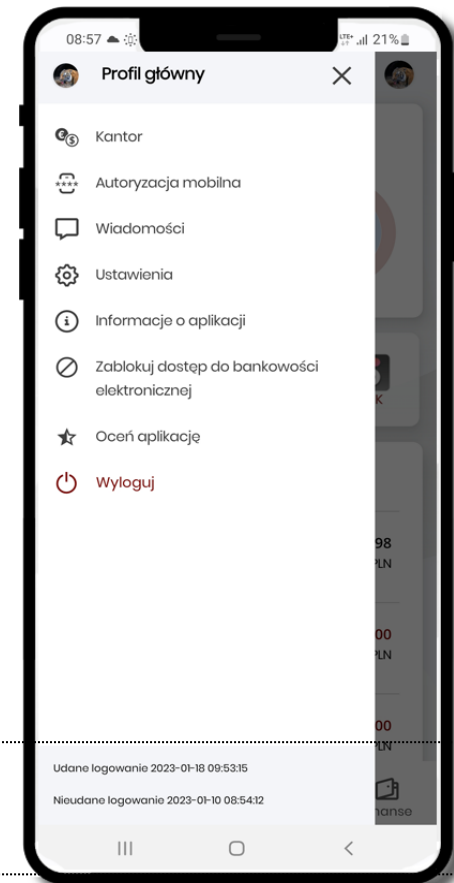 08:57
LTE+
21%
Profil główny
Kantor
Autoryzacja mobilna
Wiadomości
Ustawienia
Informacje o aplikacji
Zablokuj dostęp do bankowości
elektronicznej
Oceń aplikację
Wyloguj
K
98
PLN
00
PLN
00
PLN
Udane logowanie 2023-01-18 09:53:15
Nieudane logowanie 2023-01-10 08:54:12
nanse